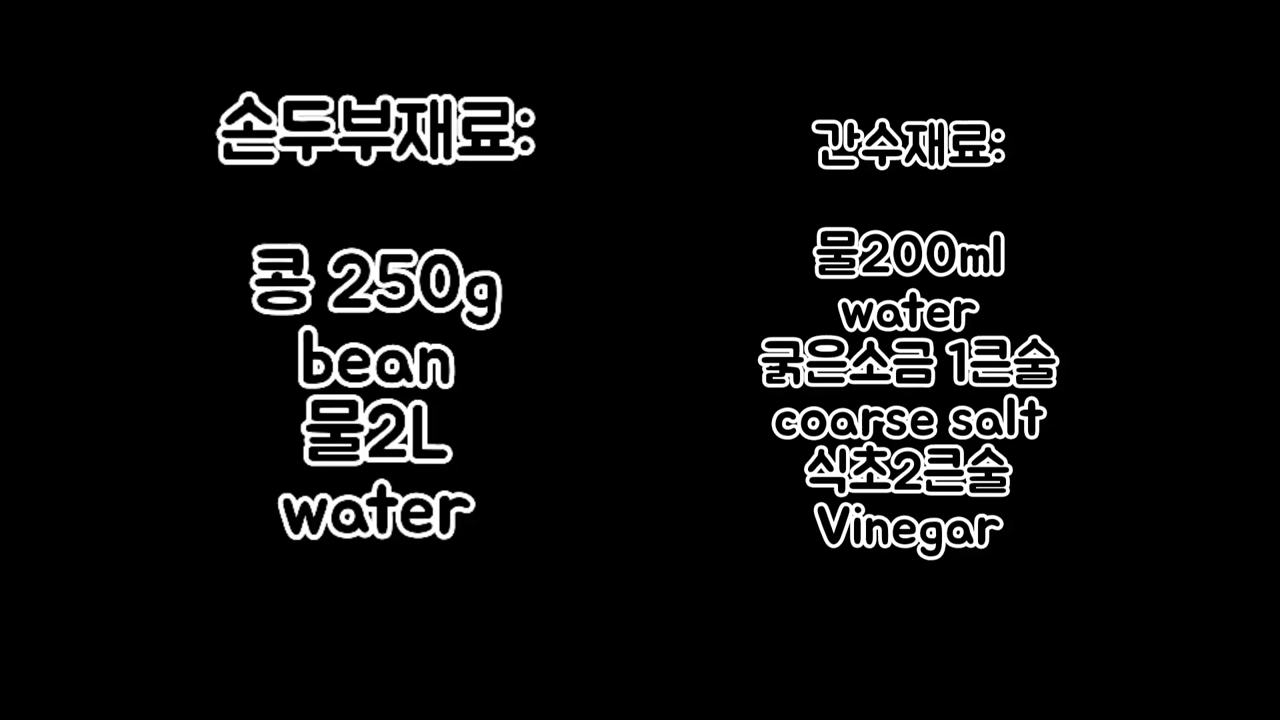 손두부재료:
콩 250g
bean
물2L
water
간수재료:
물200ml
water
굵은소금 1큰술
coarse salt
식초2큰술
Vinegar